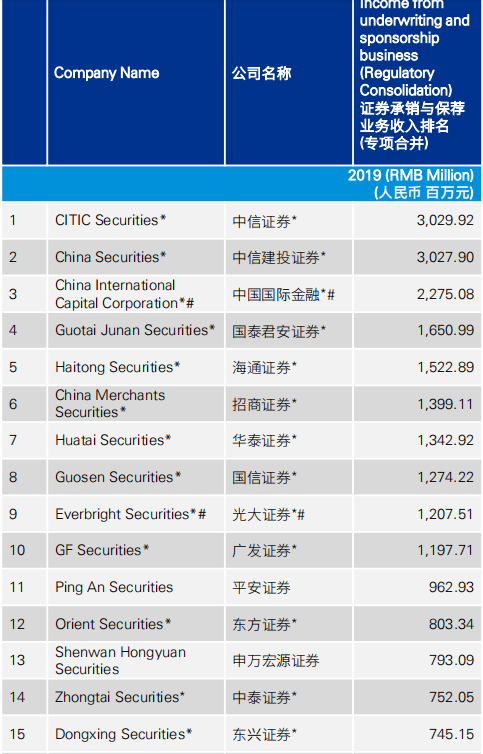 Income from
underwriting and
sponsorship
business
Company Name 公司名称 (Regulatory
Consolidation)
证券承销与保荐
业务收入排名
(专项合并)
2019 (RMB Million)
(人民币 百万元)
1 CITIC Securities* 中信证券* 3,029.92
2 China Securities* 中信建投证券* 3,027.90
3 China International Capital Corporation*# 中国国际金融*# 2,275.08
4 Guotai Junan Securities* 国泰君安证券* 1,650.99
5 Haitong Securities* 海通证券* 1,522.89
6 China Merchants Securities* 招商证券* 1,399.11
7 Huatai Securities* 华泰证券* 1,342.92
8 Guosen Securities* 国信证券* 1,274.22
9 Everbright Securities*# 光大证券*# 1,207.51
10 GF Securities* 广发证券* 1,197.71
11 Ping An Securities 平安证券 962.93
12 Orient Securities* 东方证券* 803.34
13 Shenwan Hongyuan Securities 申万宏源证券 793.09
14 Zhongtai Securities* 中泰证券* 752.05
15 Dongxing Securities* 东兴证券* 745.15